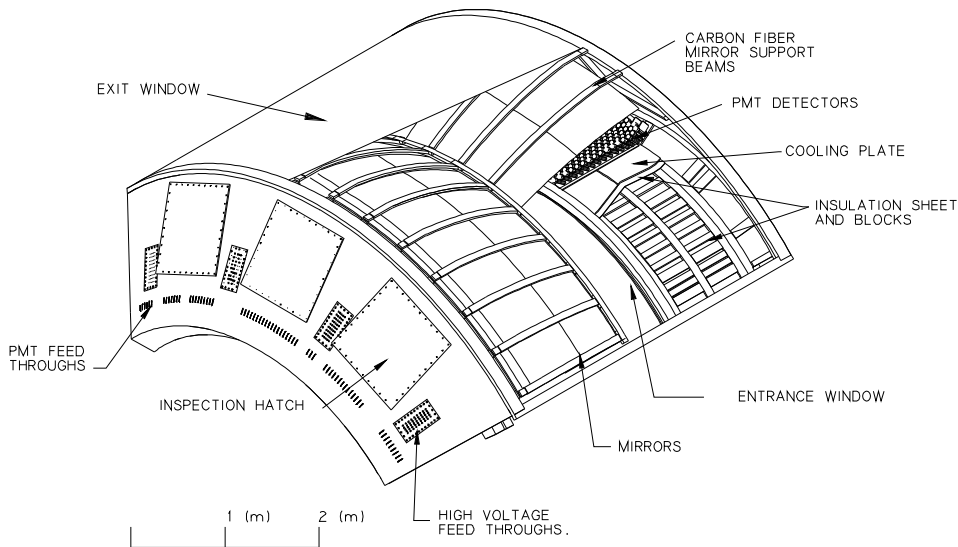 CARBON FIBER
MIRROR SUPPORT
BEAMS
EXIT WINDOW
PMT DETECTORS
COOLING PLATE
INSULATION SHEET
AND BLOCKS
PMT FEED
THROUGHS
INSPECTION HATCH
ENTRANCE WINDOW
MIRRORS
1 (m) 2 (m)
HIGH VOLTAGE
FEED THROUGHS.